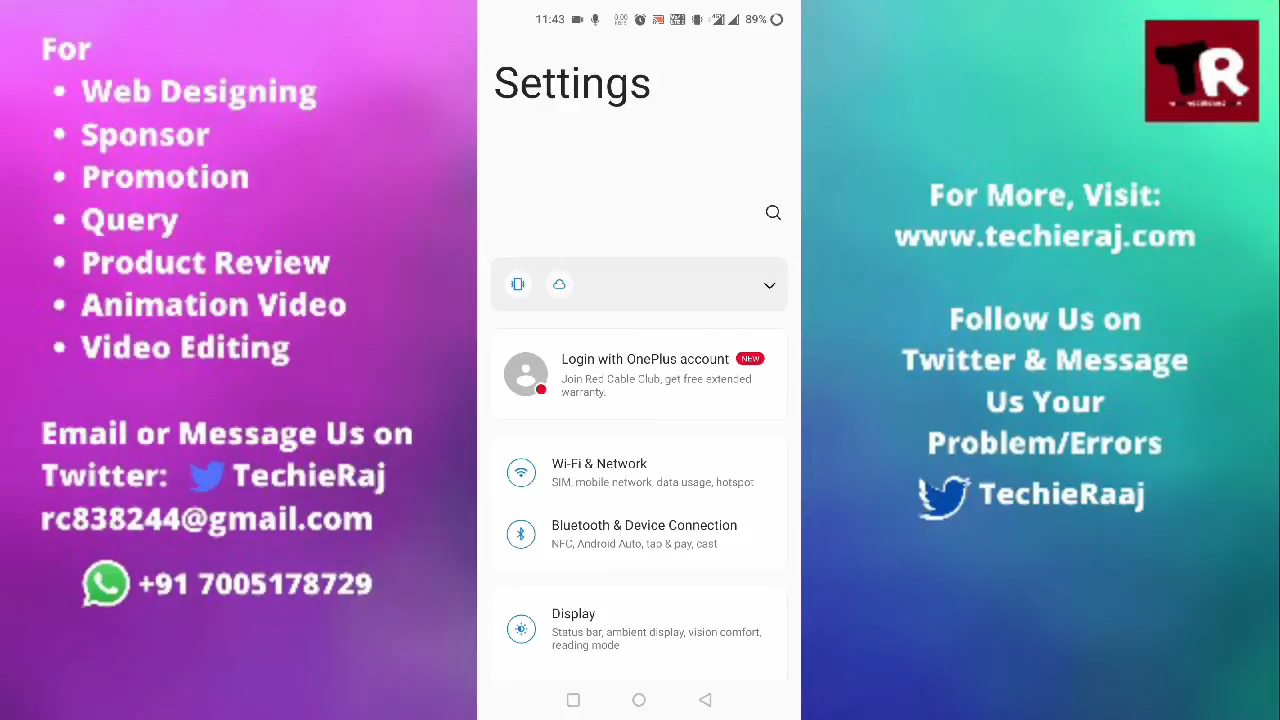 For
• Web Designing
• Sponsor
• Promotion
• Query
• Product Review
• Animation Video
• Video Editing
Email or Message Us on
Twitter: TechieRaj
rc838244@gmail.com
+91 7005178729
11:43
89%
Settings
Login with OnePlus account NEW
Join Red Cable Club, get free extended
warranty.
Wi-Fi & Network
SIM, mobile network, data usage, hotspot
Bluetooth & Device Connection
NFC, Android Auto, tap & pay, cast
Display
Status bar, ambient display, vision comfort,
reading mode
TR
For More, Visit:
www.techieraj.com
Follow Us on
Twitter & Message
Us Your
Problem/Errors
TechieRaaj